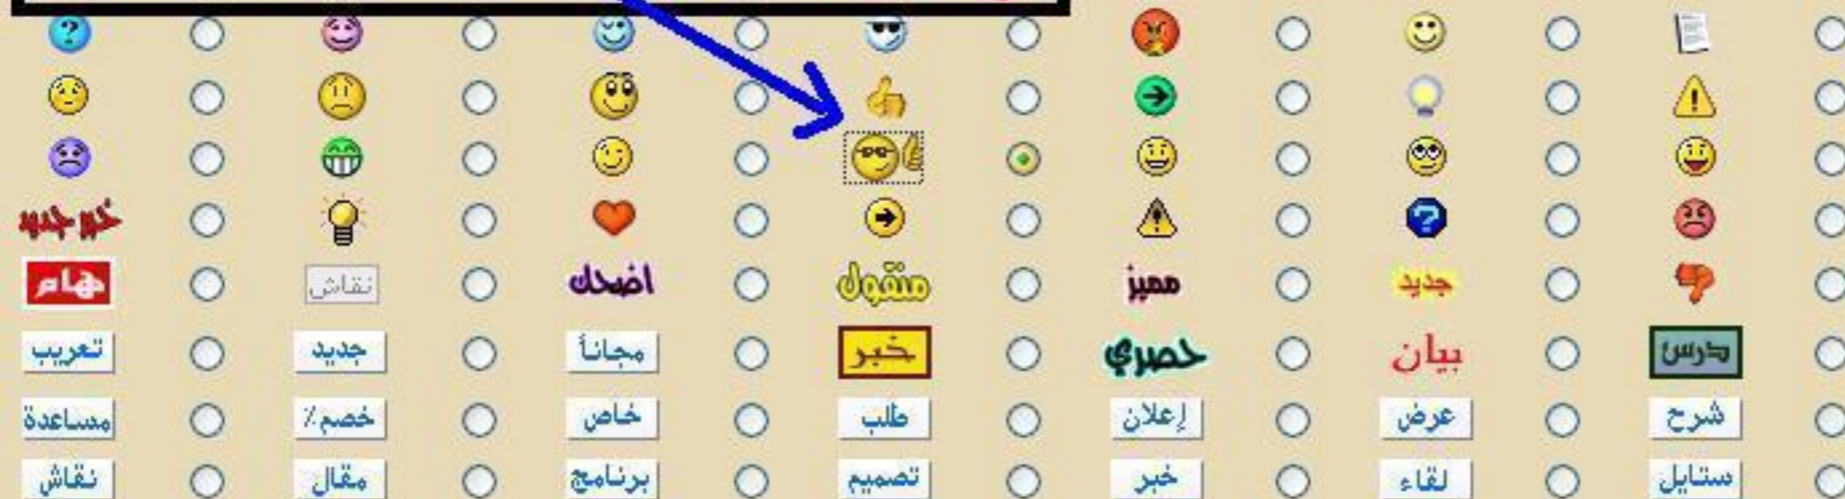 خبر جديد
منقول اضحك نقاش هام
جديد مميز
درس بيان حصري خبر مجاناً جديد تعريب
شرح عرض إعلان طلب خاص خصم٪ مساعدة
ستايل لقاء خبر تصميم برنامج مقال نقاش